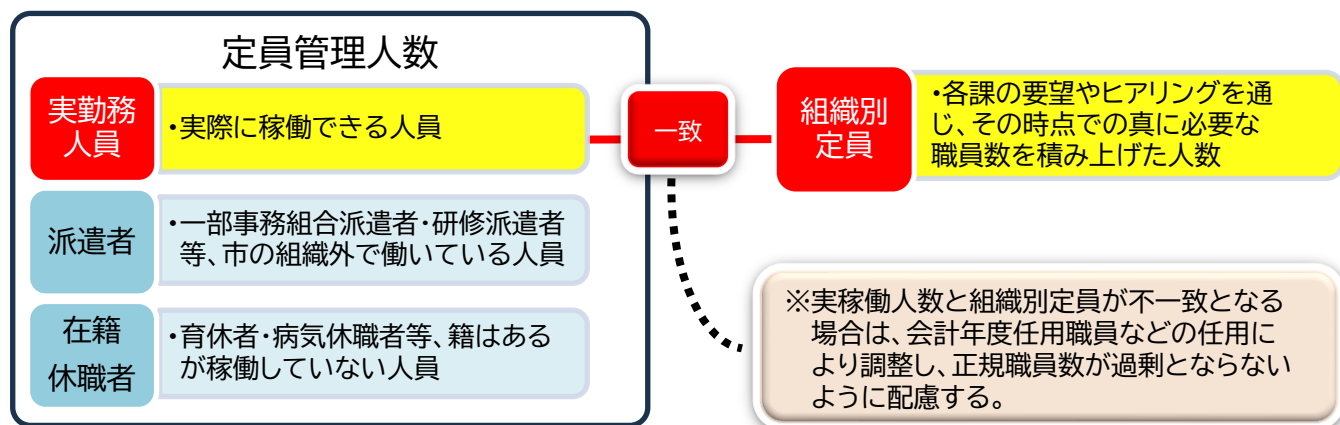 定員管理人数
実勤務
人員
・実際に稼働できる人員
一致
組織別
定員
・各課の要望やヒアリングを通
じ、その時点での真に必要な
職員数を積み上げた人数
派遣者
・一部事務組合派遣者・研修派遣者
等、市の組織外で働いている人員
在籍
休職者
・育休者・病気休職者等、籍はある
が稼働していない人員
※実稼働人数と組織別定員が不一致となる
場合は、会計年度任用職員などの任用に
より調整し、正規職員数が過剰とならない
ように配慮する。